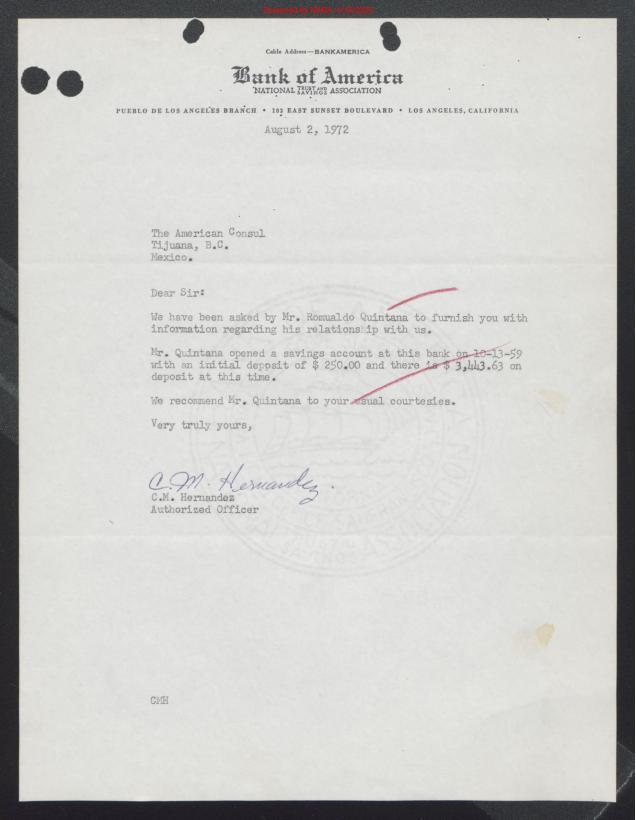 Cable Address—BANKAMERICA
Bank of America
NATIONAL TRUST AND SAVINGS ASSOCIATION
PUEBLO DE LOS ANGELES BRANCH • 102 EAST SUNSET BOULEVARD • LOS ANGELES, CALIFORNIA
August 2, 1972
The American Consul
Tijuana, B.C.
Mexico.
Dear Sir:
We have been asked by Mr. Romualdo Quintana to furnish you with
information regarding his relationship with us.
Mr. Quintana opened a savings account at this bank on 10-13-59
with an initial deposit of $ 250.00 and there is $ 3,443.63 on
deposit at this time.
We recommend Mr. Quintana to your usual courtesies.
Very truly yours,
C.M. Hernandez.
C.M. Hernandez
Authorized Officer
CMH